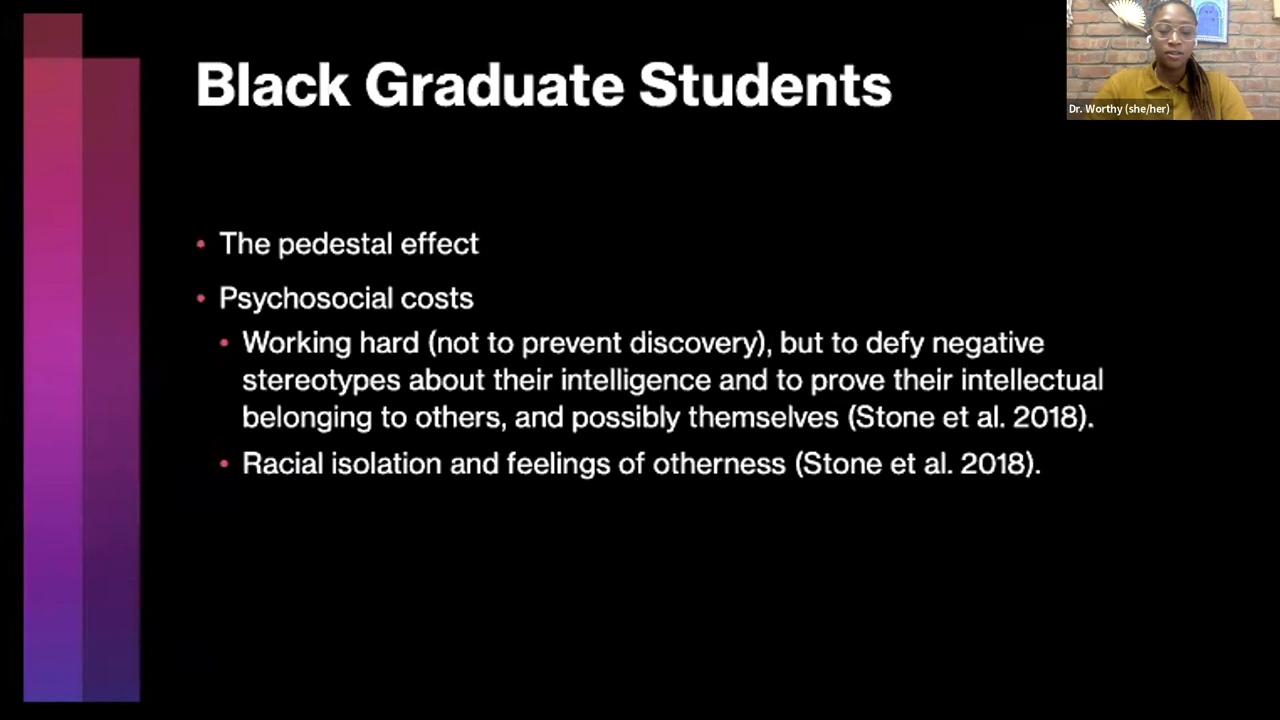 Black Graduate Students
Dr. Worthy (she/her)
• The pedestal effect
• Psychosocial costs
• Working hard (not to prevent discovery), but to defy negative
stereotypes about their intelligence and to prove their intellectual
belonging to others, and possibly themselves (Stone et al. 2018).
• Racial isolation and feelings of otherness (Stone et al. 2018).